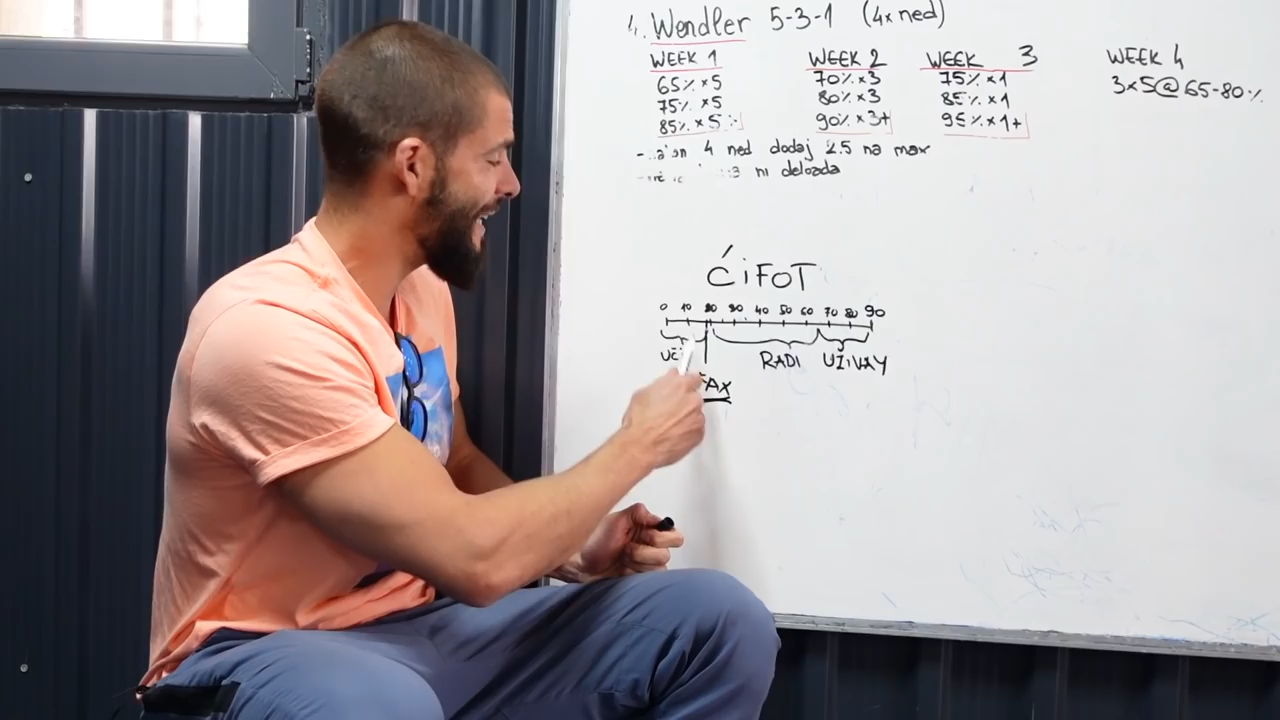 4. Wendler 5-3-1 (4x ned)
WEEK 1 WEEK 2 WEEK 3 WEEK 4
65% x 5 70% x 3 75% x 1 3x5@65-80%
75% x 5 80% x 3 85% x 1
85% x 5 90% x 3+ 95% x 1+
4 ned dodaj 2.5 na max
ni deloada
ĆiFOT
0 10 20 30 40 50 60 70 80 90
RADI UŽIVAY
FAX